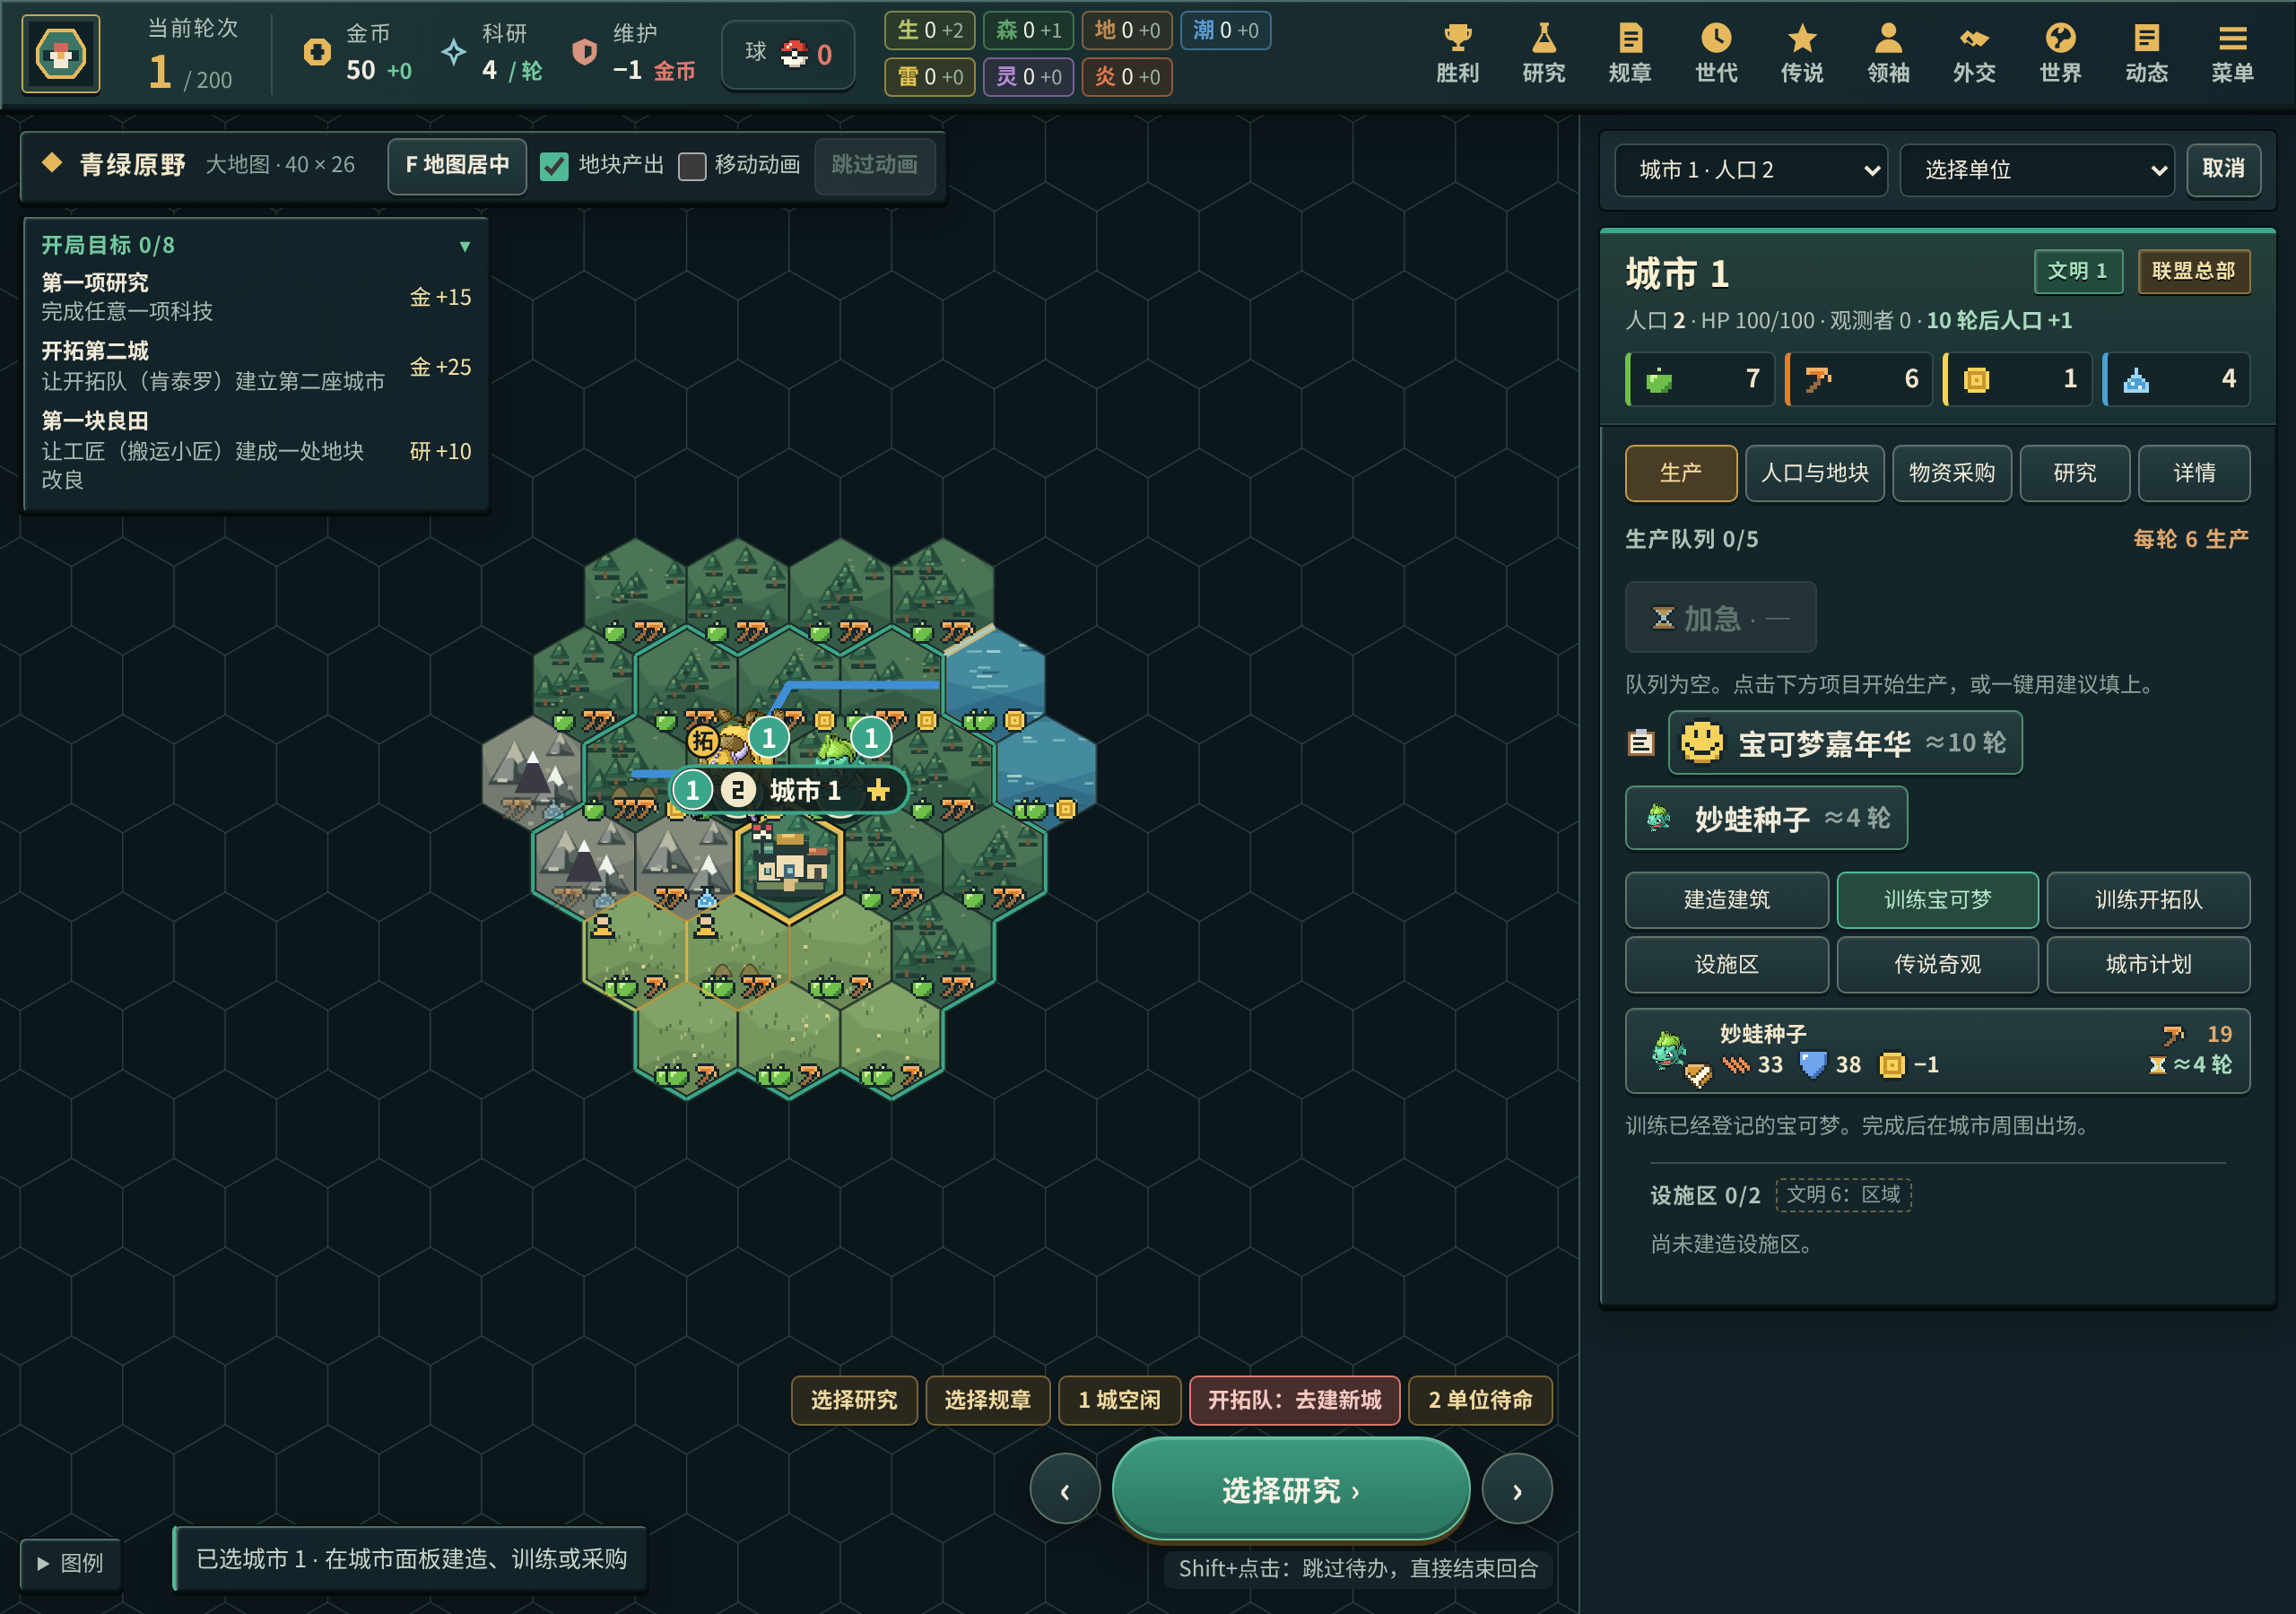 当前轮次
1 / 200
金币
50 +0
科研
4 / 轮
维护
−1 金币
球 0
生 0 +2
森 0 +1
地 0 +0
潮 0 +0
雷 0 +0
灵 0 +0
炎 0 +0
胜利
研究
规章
世代
传说
领袖
外交
世界
动态
菜单
青绿原野 大地图 · 40 × 26
F 地图居中
地块产出
移动动画
跳过动画
开局目标 0/8 ▼
第一项研究
完成任意一项科技
金 +15
开拓第二城
让开拓队（肯泰罗）建立第二座城市
金 +25
第一块良田
让工匠（搬运小匠）建成一处地块
改良
研 +10
拓 1 1
1 2 城市 1
城市 1 · 人口 2
选择单位
取消
城市 1
文明 1
联盟总部
人口 2 · HP 100/100 · 观测者 0 · 10 轮后人口 +1
7 6 1 4
生产
人口与地块
物资采购
研究
详情
生产队列 0/5
每轮 6 生产
加急 · —
队列为空。点击下方项目开始生产，或一键用建议填上。
宝可梦嘉年华 ≈10 轮
妙蛙种子 ≈4 轮
建造建筑
训练宝可梦
训练开拓队
设施区
传说奇观
城市计划
妙蛙种子
19
33 38 −1
≈4 轮
训练已经登记的宝可梦。完成后在城市周围出场。
设施区 0/2
文明 6：区域
尚未建造设施区。
选择研究
选择规章
1 城空闲
开拓队：去建新城
2 单位待命
‹
选择研究 ›
›
Shift+点击：跳过待办，直接结束回合
▶ 图例
已选城市 1 · 在城市面板建造、训练或采购